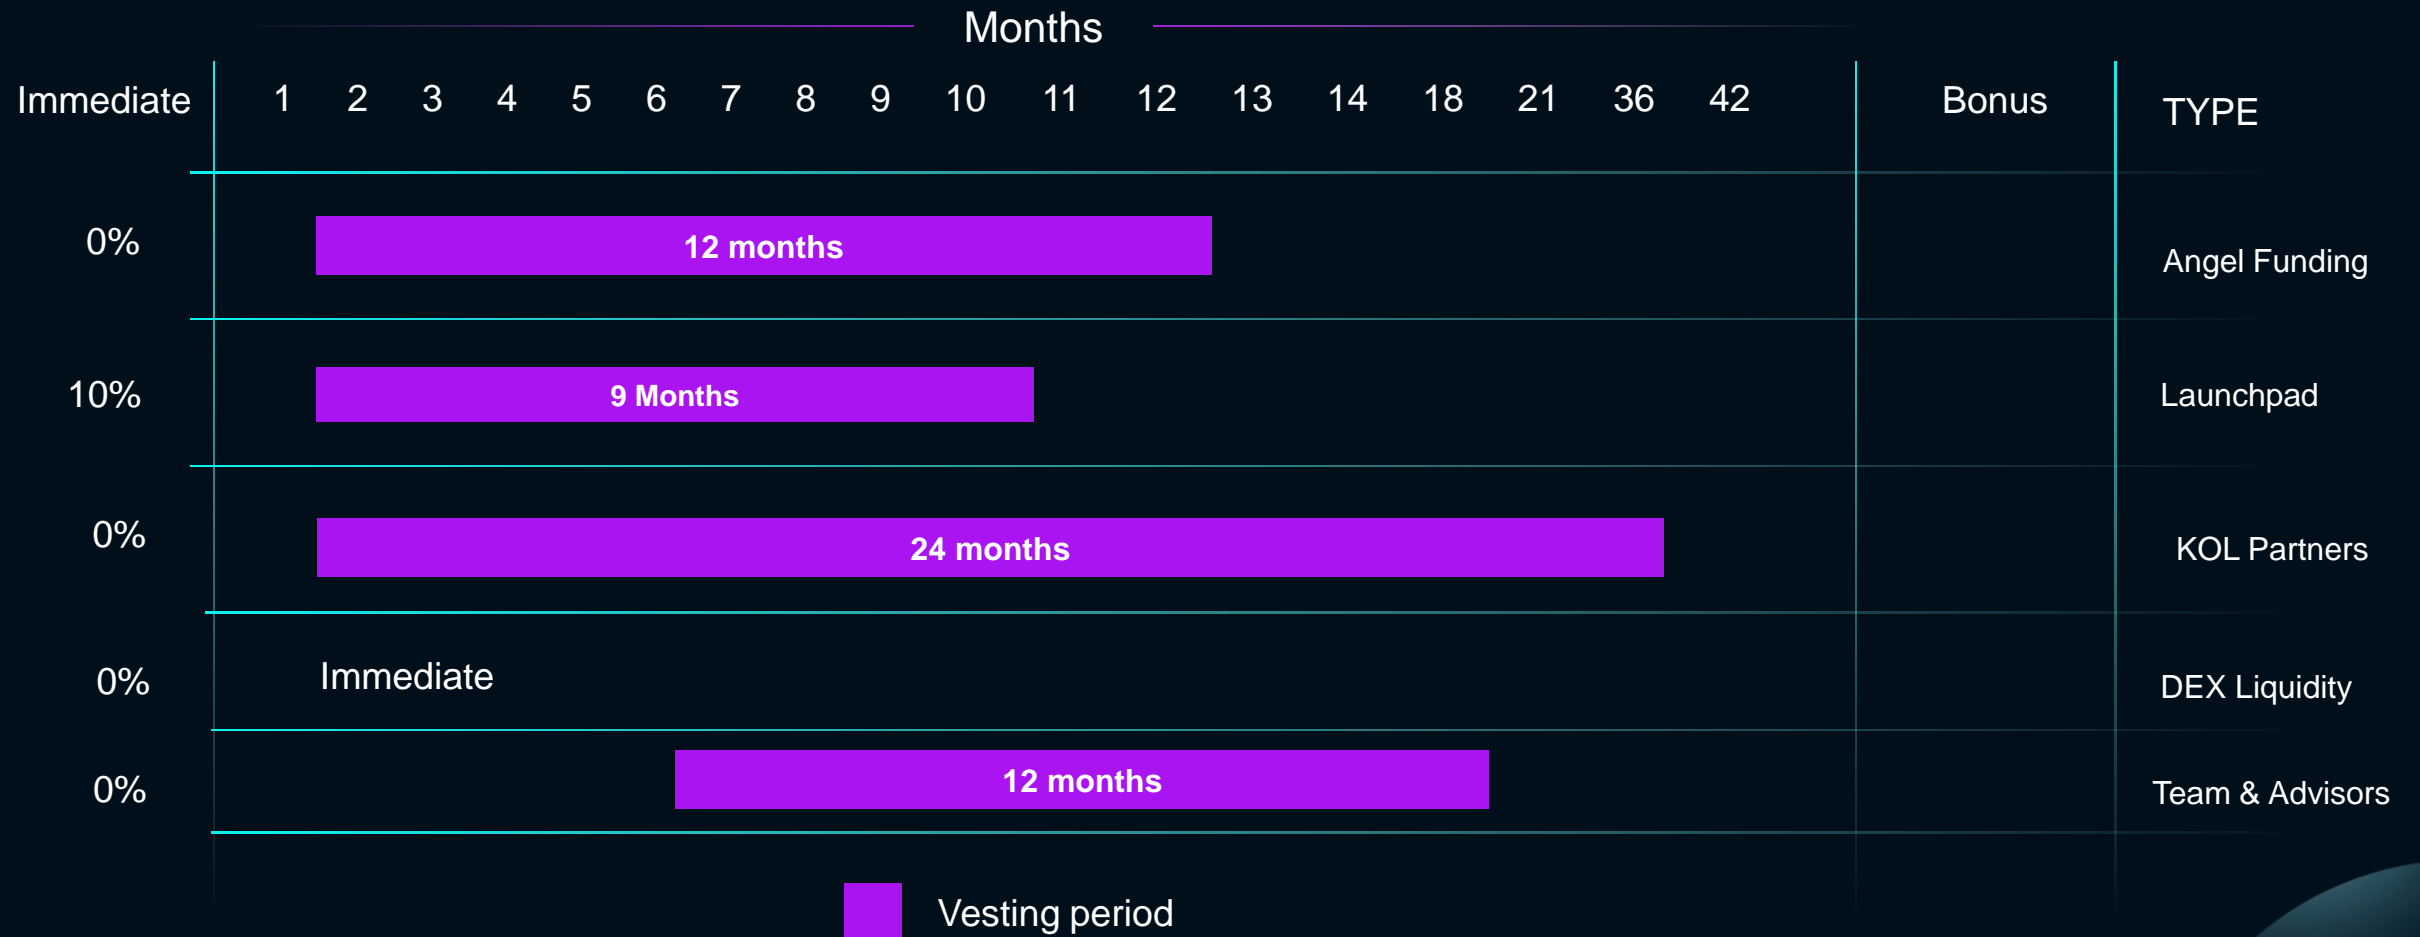 Months
Immediate 1 2 3 4 5 6 7 8 9 10 11 12 13 14 18 21 36 42 Bonus TYPE
0% 12 months Angel Funding
10% 9 Months Launchpad
0% 24 months KOL Partners
0% Immediate DEX Liquidity
0% 12 months Team & Advisors
Vesting period